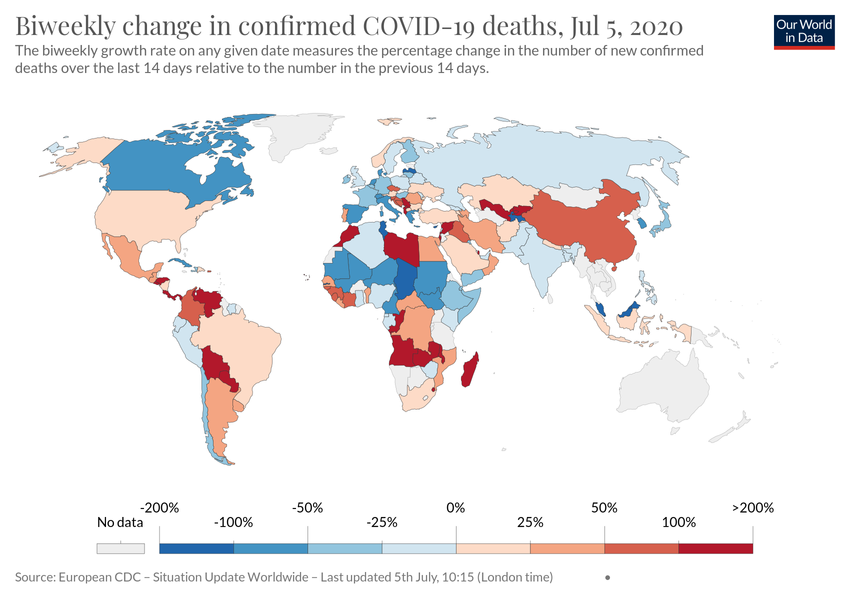 Biweekly change in confirmed COVID-19 deaths, Jul 5, 2020
Our World
in Data
The biweekly growth rate on any given date measures the percentage change in the number of new confirmed
deaths over the last 14 days relative to the number in the previous 14 days.
-200% -50% 0% 50% >200%
No data -100% -25% 25% 100%
Source: European CDC – Situation Update Worldwide – Last updated 5th July, 10:15 (London time) •